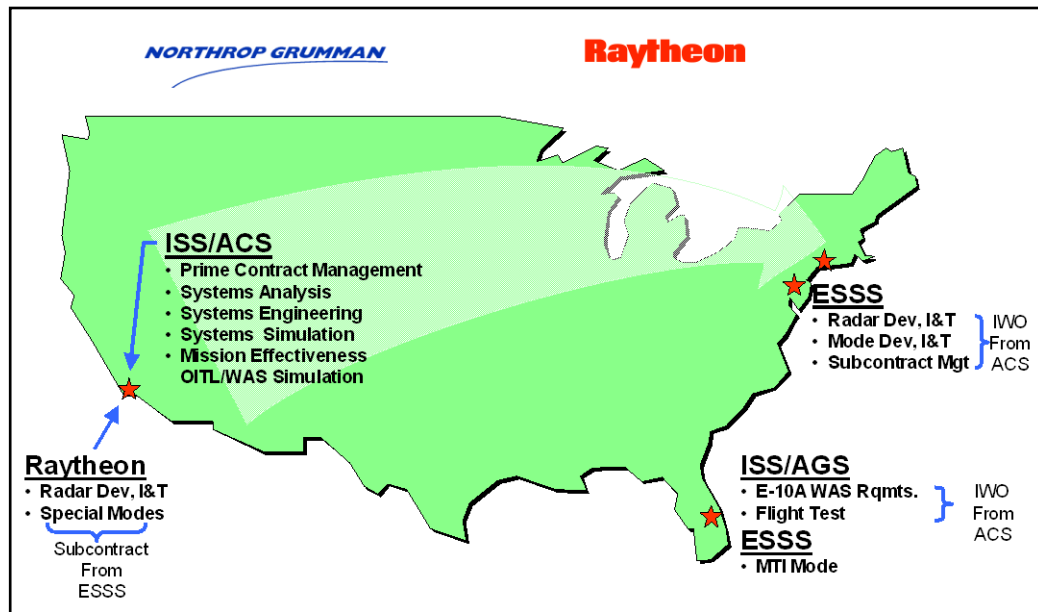 NORTHROP GRUMMAN
Raytheon
ISS/ACS
• Prime Contract Management
• Systems Analysis
• Systems Engineering
• Systems Simulation
• Mission Effectiveness
OITL/WAS Simulation
Raytheon
• Radar Dev, I&T
• Special Modes
Subcontract
From
ESSS
ESSS
• Radar Dev, I&T
• Mode Dev, I&T
• Subcontract Mgt
IWO
From
ACS
ISS/AGS
• E-10A WAS Rqmts.
• Flight Test
IWO
From
ACS
ESSS
• MTI Mode